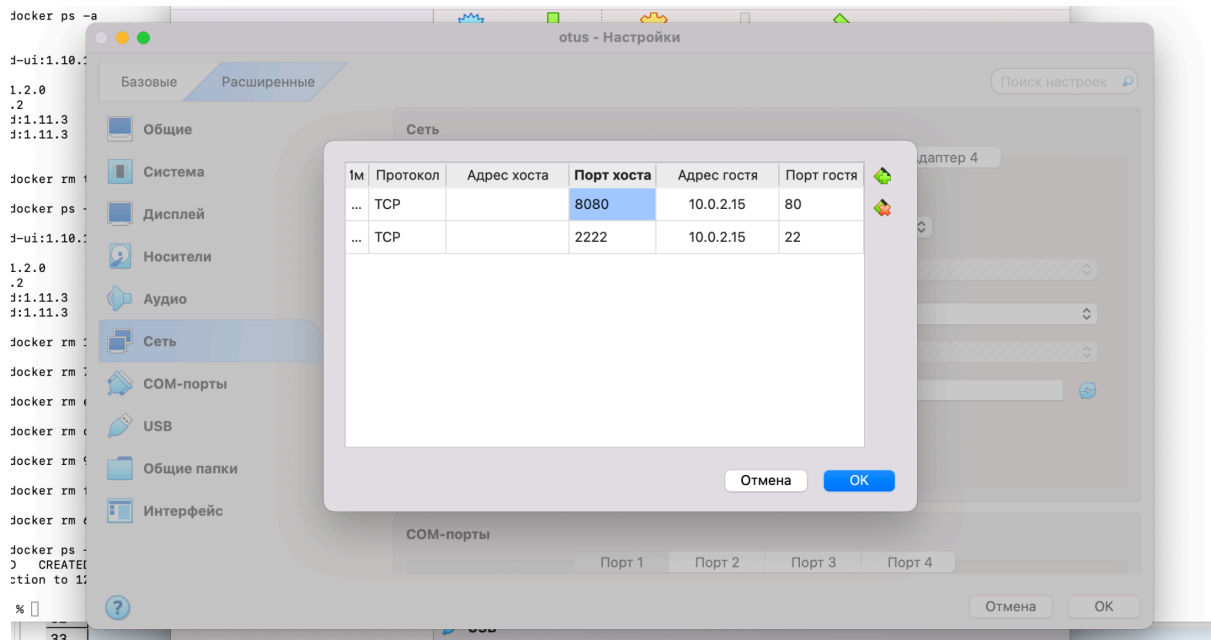 docker ps -a
otus - Настройки
d-ui:1.10.1
Базовые
Расширенные
Поиск настроек
1.2.0
.2
d:1.11.3
d:1.11.3
Общие
Сеть
Адаптер 4
Система
docker rm
Имя
Протокол
Адрес хоста
Порт хоста
Адрес гостя
Порт гостя
...
TCP
8080
10.0.2.15
80
docker ps -
Дисплей
...
TCP
2222
10.0.2.15
22
d-ui:1.10.1
Носители
1.2.0
.2
d:1.11.3
d:1.11.3
Аудио
docker rm
Сеть
docker rm
COM-порты
docker rm
USB
docker rm
docker rm
Общие папки
Отмена
OK
docker rm
Интерфейс
docker rm
COM-порты
docker ps -
CREATED
Порт 1
Порт 2
Порт 3
Порт 4
ction to 12
%
?
Отмена
OK
USB
33